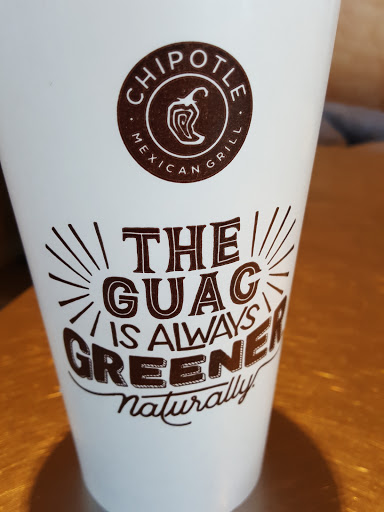 CHIPOTLE
MEXICAN GRILL
THE
GUAC
IS ALWAYS
GREENER
naturally.